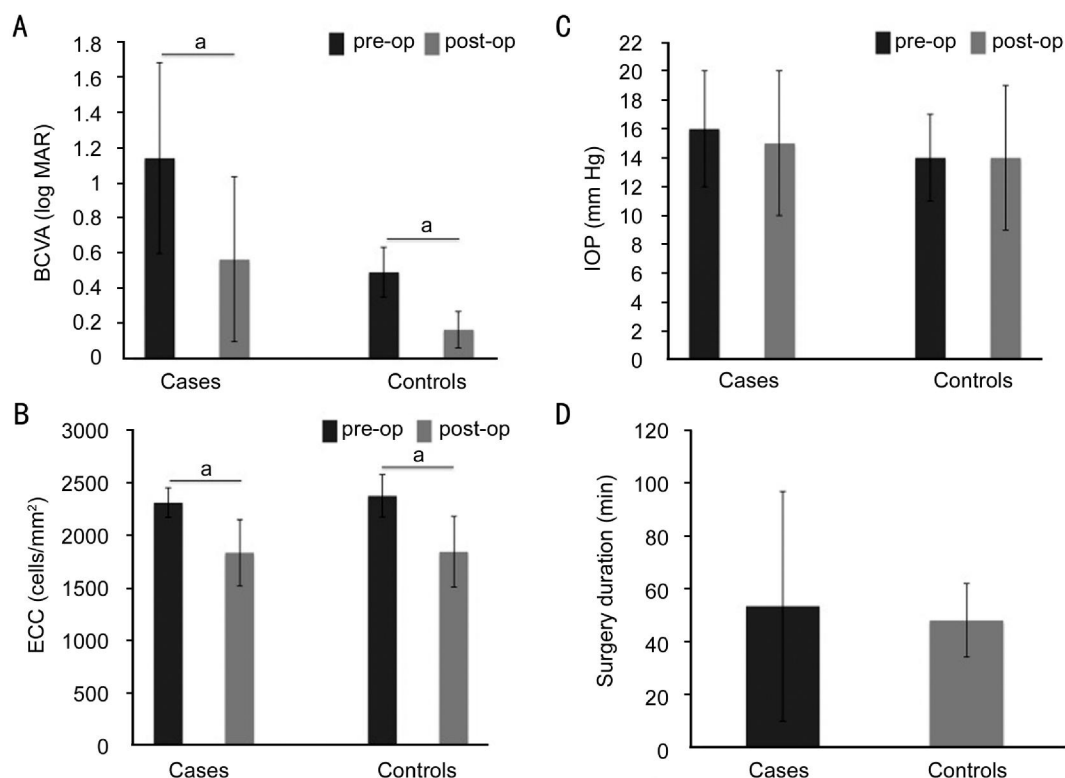 A
pre-op post-op
BCVA (log MAR)
1.8
1.6
1.4
1.2
1
0.8
0.6
0.4
0.2
0
a
a
Cases Controls
C
pre-op post-op
IOP (mm Hg)
22
20
18
16
14
12
10
8
6
4
2
0
Cases Controls
B
pre-op post-op
ECC (cells/mm²)
3000
2500
2000
1500
1000
500
0
a
a
Cases Controls
D
Surgery duration (min)
120
100
80
60
40
20
0
Cases Controls